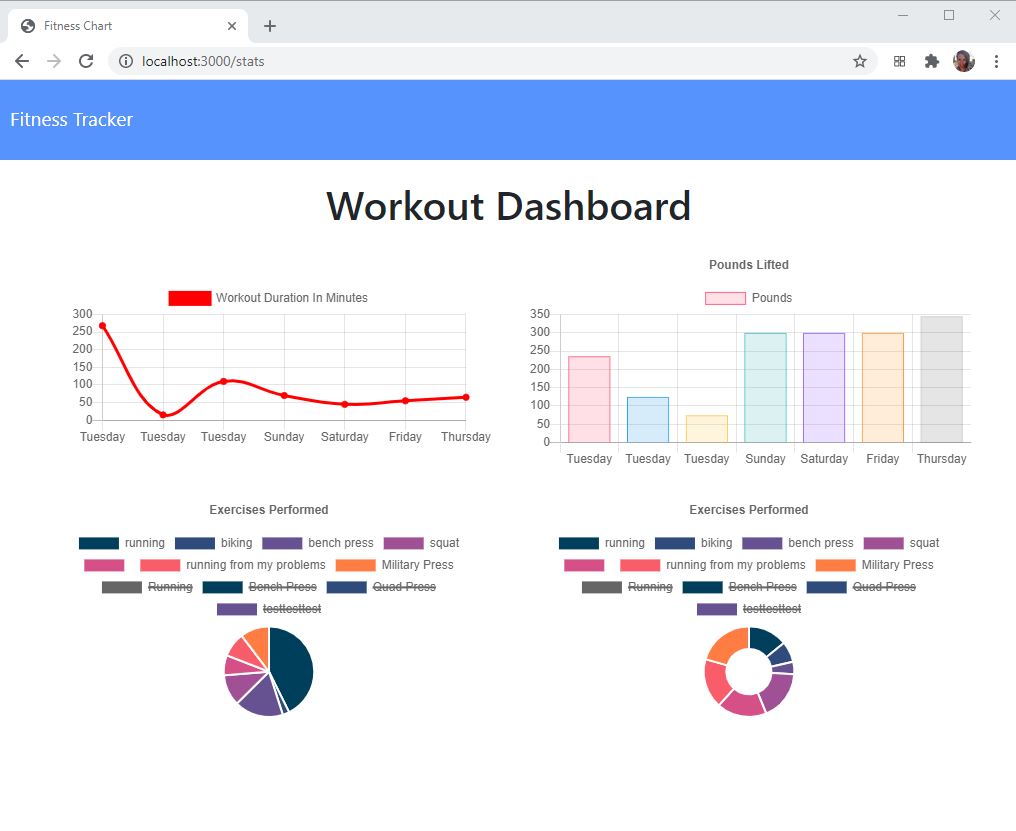 Fitness Chart
localhost:3000/stats
Fitness Tracker
Workout Dashboard
Workout Duration In Minutes
300
250
200
150
100
50
0
Tuesday Tuesday Tuesday Sunday Saturday Friday Thursday
Pounds Lifted
Pounds
350
300
250
200
150
100
50
0
Tuesday Tuesday Tuesday Sunday Saturday Friday Thursday
Exercises Performed
running biking bench press squat
running from my problems Military Press
Running Bench Press Quad Press
testtesttest
Exercises Performed
running biking bench press squat
running from my problems Military Press
Running Bench Press Quad Press
testtesttest